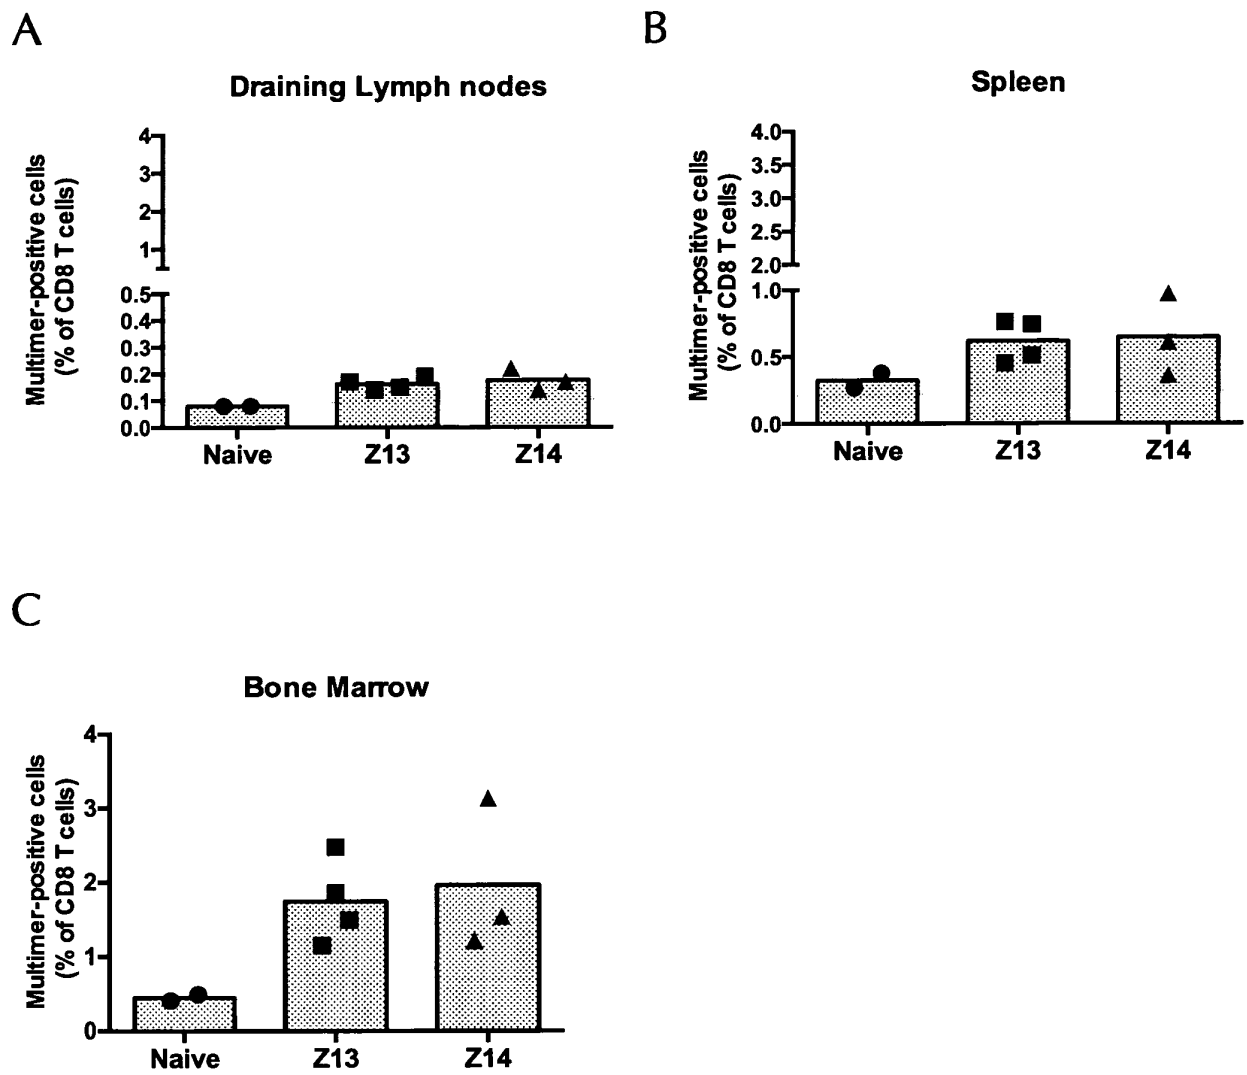 A
Draining Lymph nodes
Multimer-positive cells
(% of CD8 T cells)
4
3
2
1
0.5
0.4
0.3
0.2
0.1
0.0
Naive Z13 Z14
B
Spleen
Multimer-positive cells
(% of CD8 T cells)
4.0
3.5
3.0
2.5
2.0
1.0
0.5
0.0
Naive Z13 Z14
C
Bone Marrow
Multimer-positive cells
(% of CD8 T cells)
4
3
2
1
0
Naive Z13 Z14